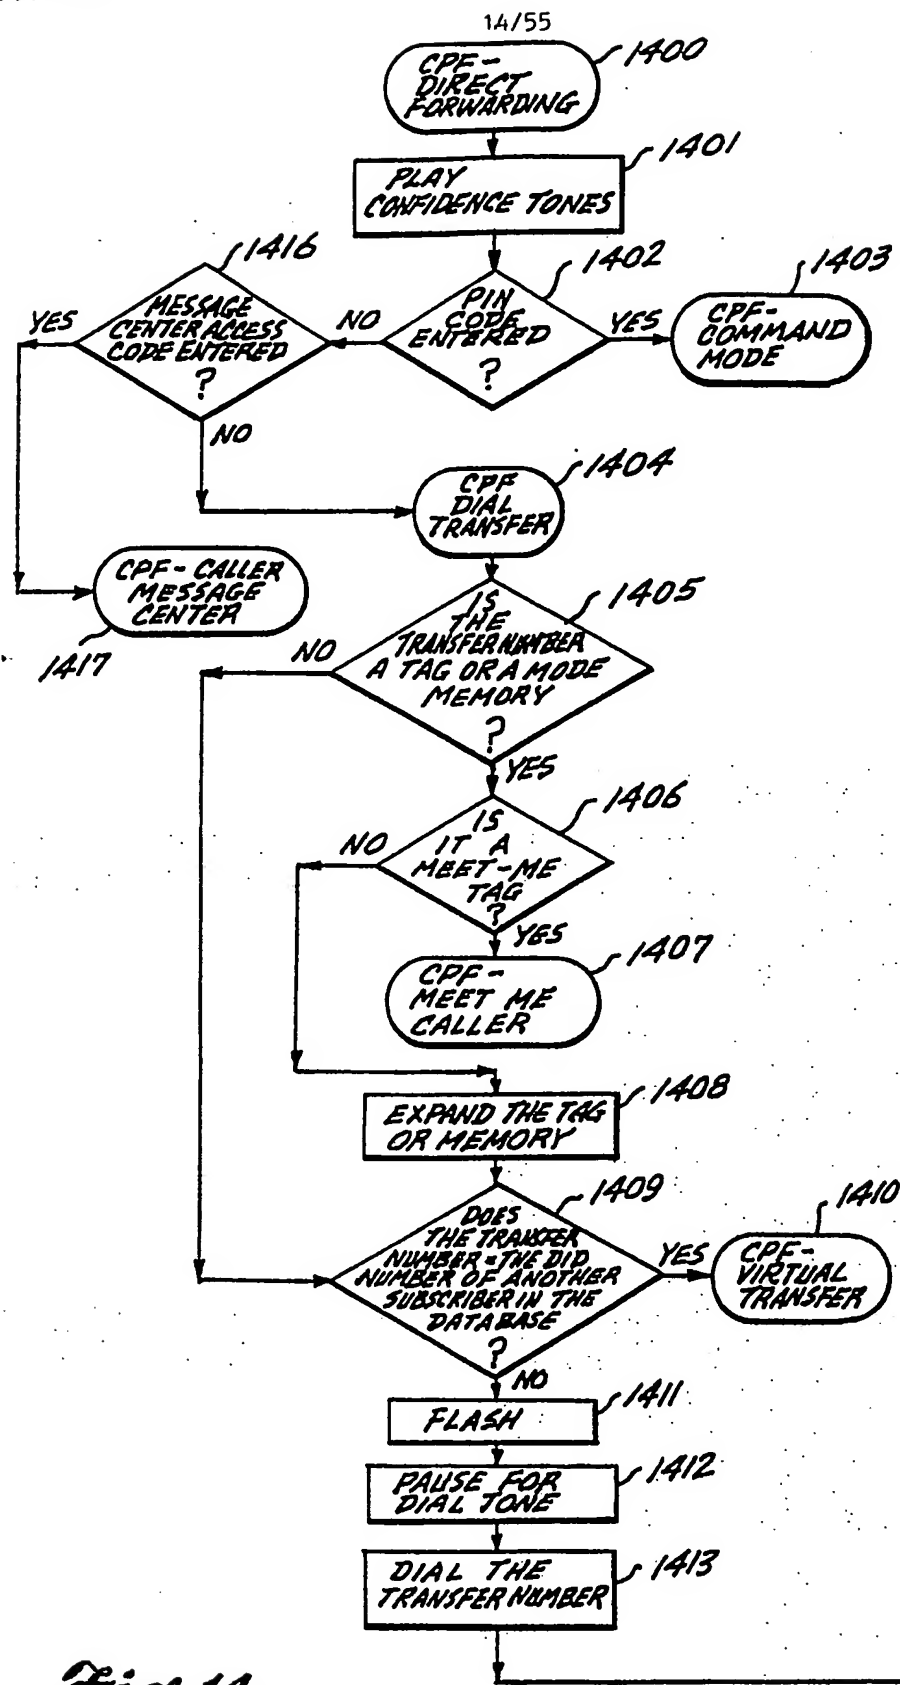 14/55
CPF-
DIRECT
FORWARDING
1400
PLAY
CONFIDENCE TONES
1401
PIN
CODE
ENTERED
?
1402
YES
CPF-
COMMAND
MODE
1403
NO
MESSAGE
CENTER ACCESS
CODE ENTERED
?
1416
YES
NO
CPF
DIAL
TRANSFER
1404
CPF-CALLER
MESSAGE
CENTER
1417
IS
THE
TRANSFER NUMBER
A TAG OR A MODE
MEMORY
?
1405
NO
YES
IS
IT A
MEET-ME
TAG
?
1406
NO
YES
CPF-
MEET ME
CALLER
1407
EXPAND THE TAG
OR MEMORY
1408
DOES
THE TRANSFER
NUMBER = THE DID
NUMBER OF ANOTHER
SUBSCRIBER IN THE
DATABASE
?
1409
YES
CPF-
VIRTUAL
TRANSFER
1410
NO
FLASH
1411
PAUSE FOR
DIAL TONE
1412
DIAL THE
TRANSFER NUMBER
1413